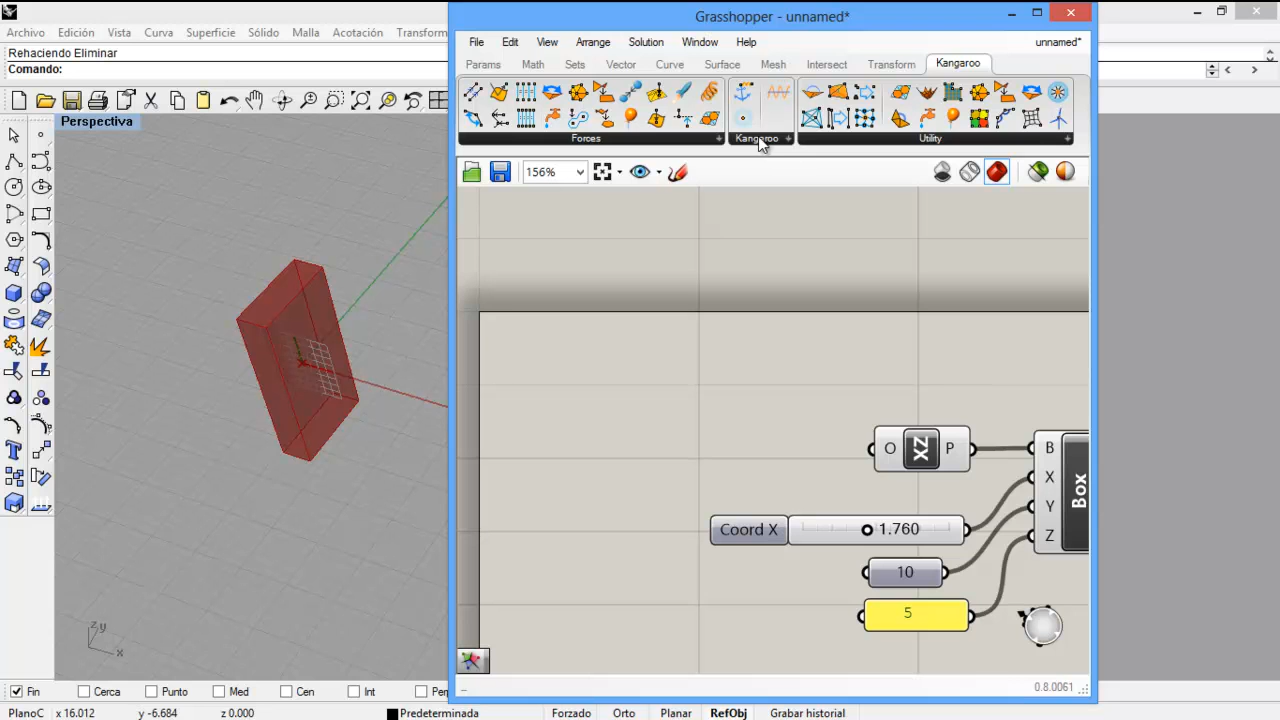 Grasshopper - unnamed*
Archivo Edición Vista Curva Superficie Sólido Malla Acotación Transform
File Edit View Arrange Solution Window Help unnamed*
Rehaciendo Eliminar
Comando:
Params Math Sets Vector Curve Surface Mesh Intersect Transform Kangaroo
Forces Kangaroo Utility
Perspectiva
156%
O XZ P
B
X
Y
Z
Box
Coord X 1.760
10
5
z y
x
0.8.0061
Fin Cerca Punto Med Cen Int Per
PlanoC x 16.012 y -6.684 z 0.000 Predeterminada Forzado Orto Planar RefObj Grabar historial